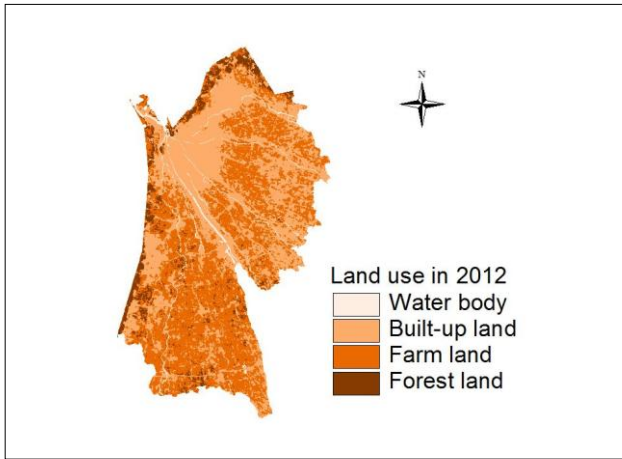 N
Land use in 2012
Water body
Built-up land
Farm land
Forest land